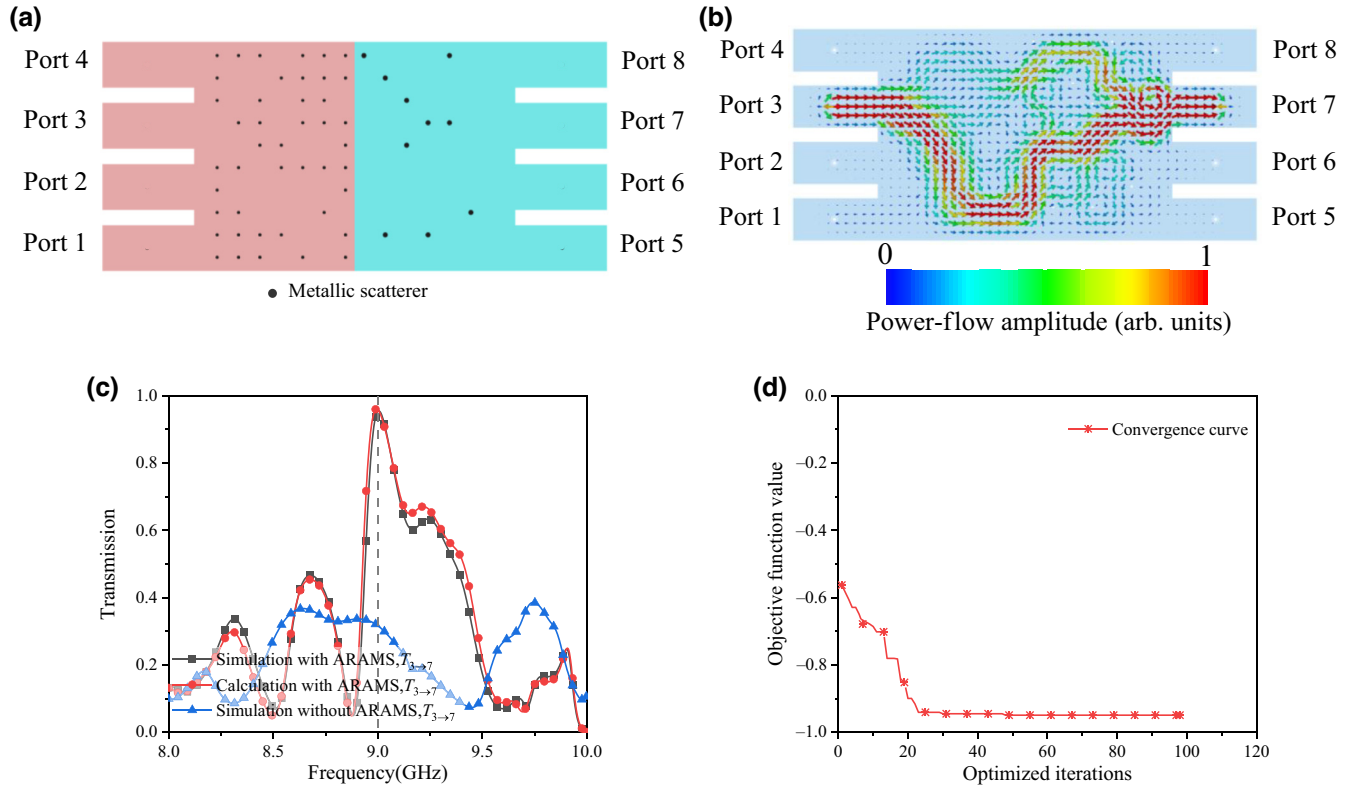 (a)
Port 4
Port 3
Port 2
Port 1
Port 8
Port 7
Port 6
Port 5
Metallic scatterer
(b)
Port 4
Port 3
Port 2
Port 1
Port 8
Port 7
Port 6
Port 5
0
1
Power-flow amplitude (arb. units)
(c)
1.0
0.8
0.6
0.4
0.2
0.0
Transmission
Simulation with ARAMS,T3→7
Calculation with ARAMS,T3→7
Simulation without ARAMS,T3→7
8.0 8.5 9.0 9.5 10.0
Frequency(GHz)
(d)
0.0
−0.2
−0.4
−0.6
−0.8
−1.0
Objective function value
Convergence curve
0 20 40 60 80 100 120
Optimized iterations